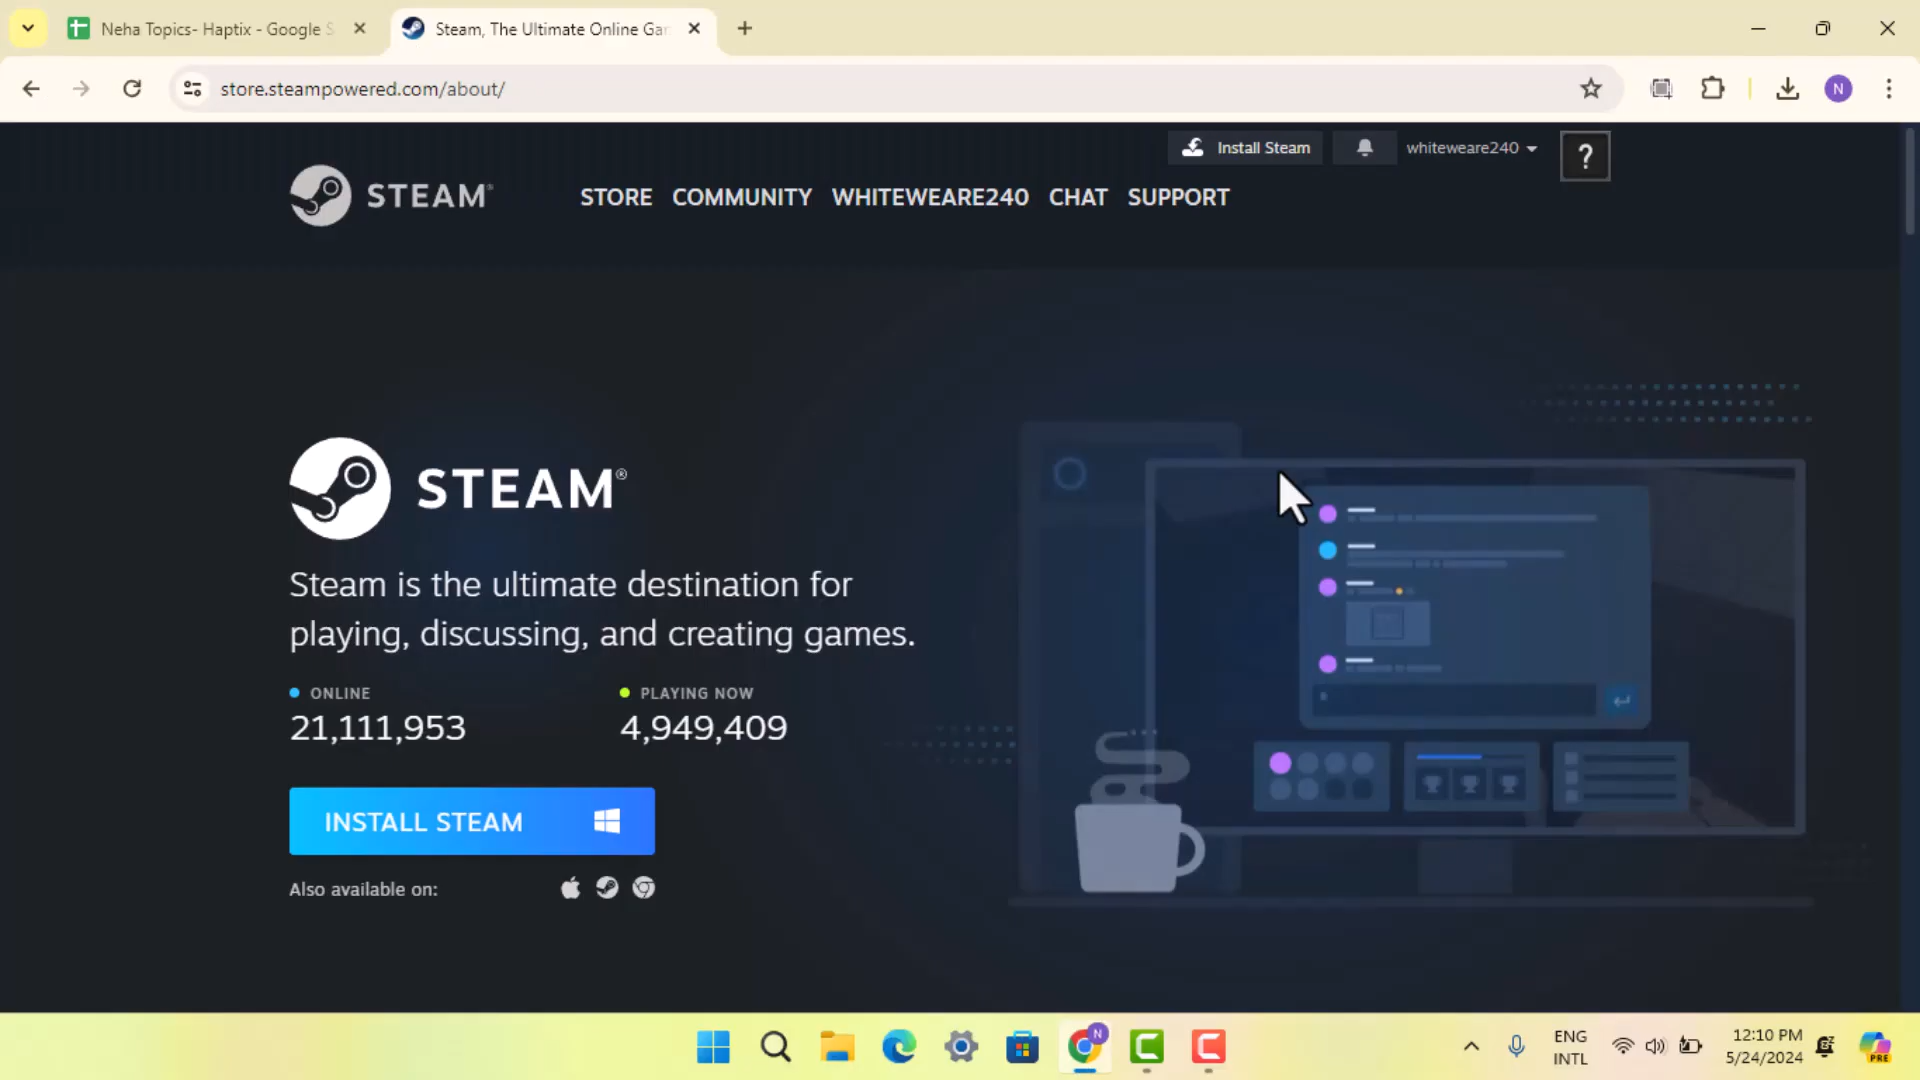 Neha Topics- Haptix - Google S
Steam, The Ultimate Online Gar
store.steampowered.com/about/
N
Install Steam
whiteweare240
?
STEAM®
STORE COMMUNITY WHITEWEARE240 CHAT SUPPORT
STEAM®
Steam is the ultimate destination for
playing, discussing, and creating games.
ONLINE
21,111,953
PLAYING NOW
4,949,409
INSTALL STEAM
Also available on:
N
ENG
INTL
12:10 PM
5/24/2024
PRE